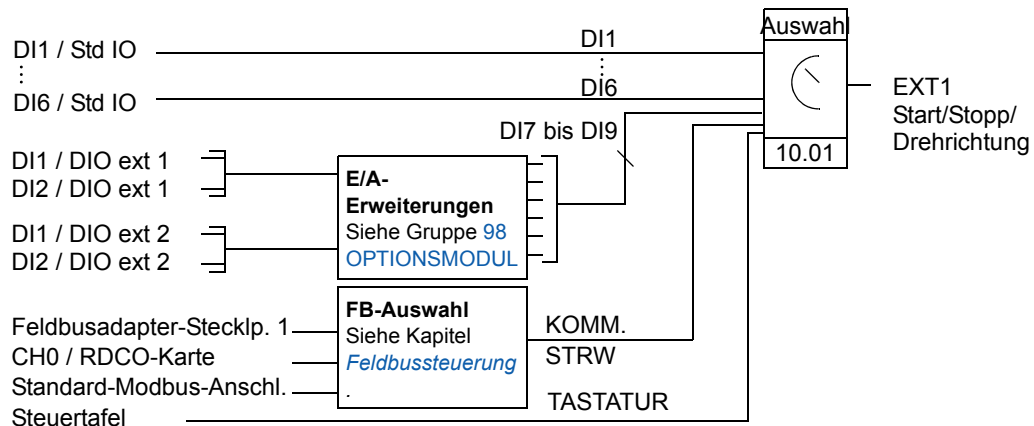 Auswahl
DI1 / Std IO
DI1
DI6 / Std IO
DI6
EXT1
Start/Stopp/
Drehrichtung
DI7 bis DI9
10.01
DI1 / DIO ext 1
DI2 / DIO ext 1
E/A-
Erweiterungen
Siehe Gruppe 98
OPTIONSMODUL
DI1 / DIO ext 2
DI2 / DIO ext 2
FB-Auswahl
Siehe Kapitel
Feldbussteuerung
.
Feldbusadapter-Stecklp. 1
CH0 / RDCO-Karte
Standard-Modbus-Anschl.
Steuertafel
KOMM.
STRW
TASTATUR